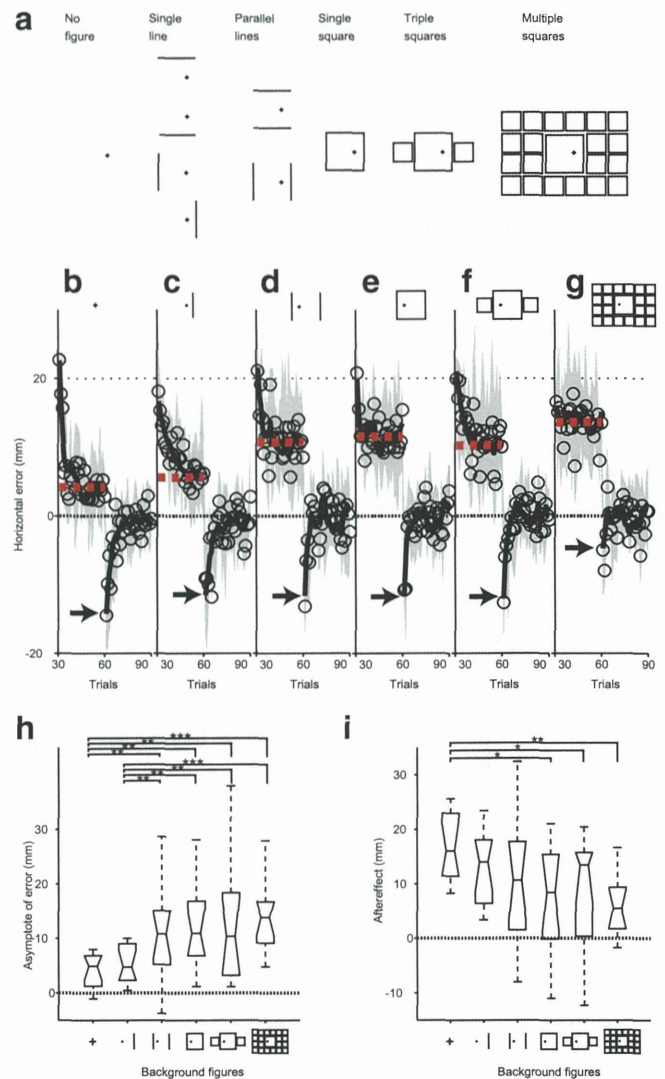 a
No figure
Single line
Parallel lines
Single square
Triple squares
Multiple squares
b
c
d
e
f
g
Horizontal error (mm)
20
0
-20
30 60 90
30 60 90
30 60 90
30 60 90
30 60 90
30 60 90
Trials
Trials
Trials
Trials
Trials
Trials
h
***
**
**
**
***
**
**
**
Asymptote of error (mm)
30
20
10
0
Background figures
i
**
*
*
Aftereffect (mm)
30
20
10
0
-10
Background figures